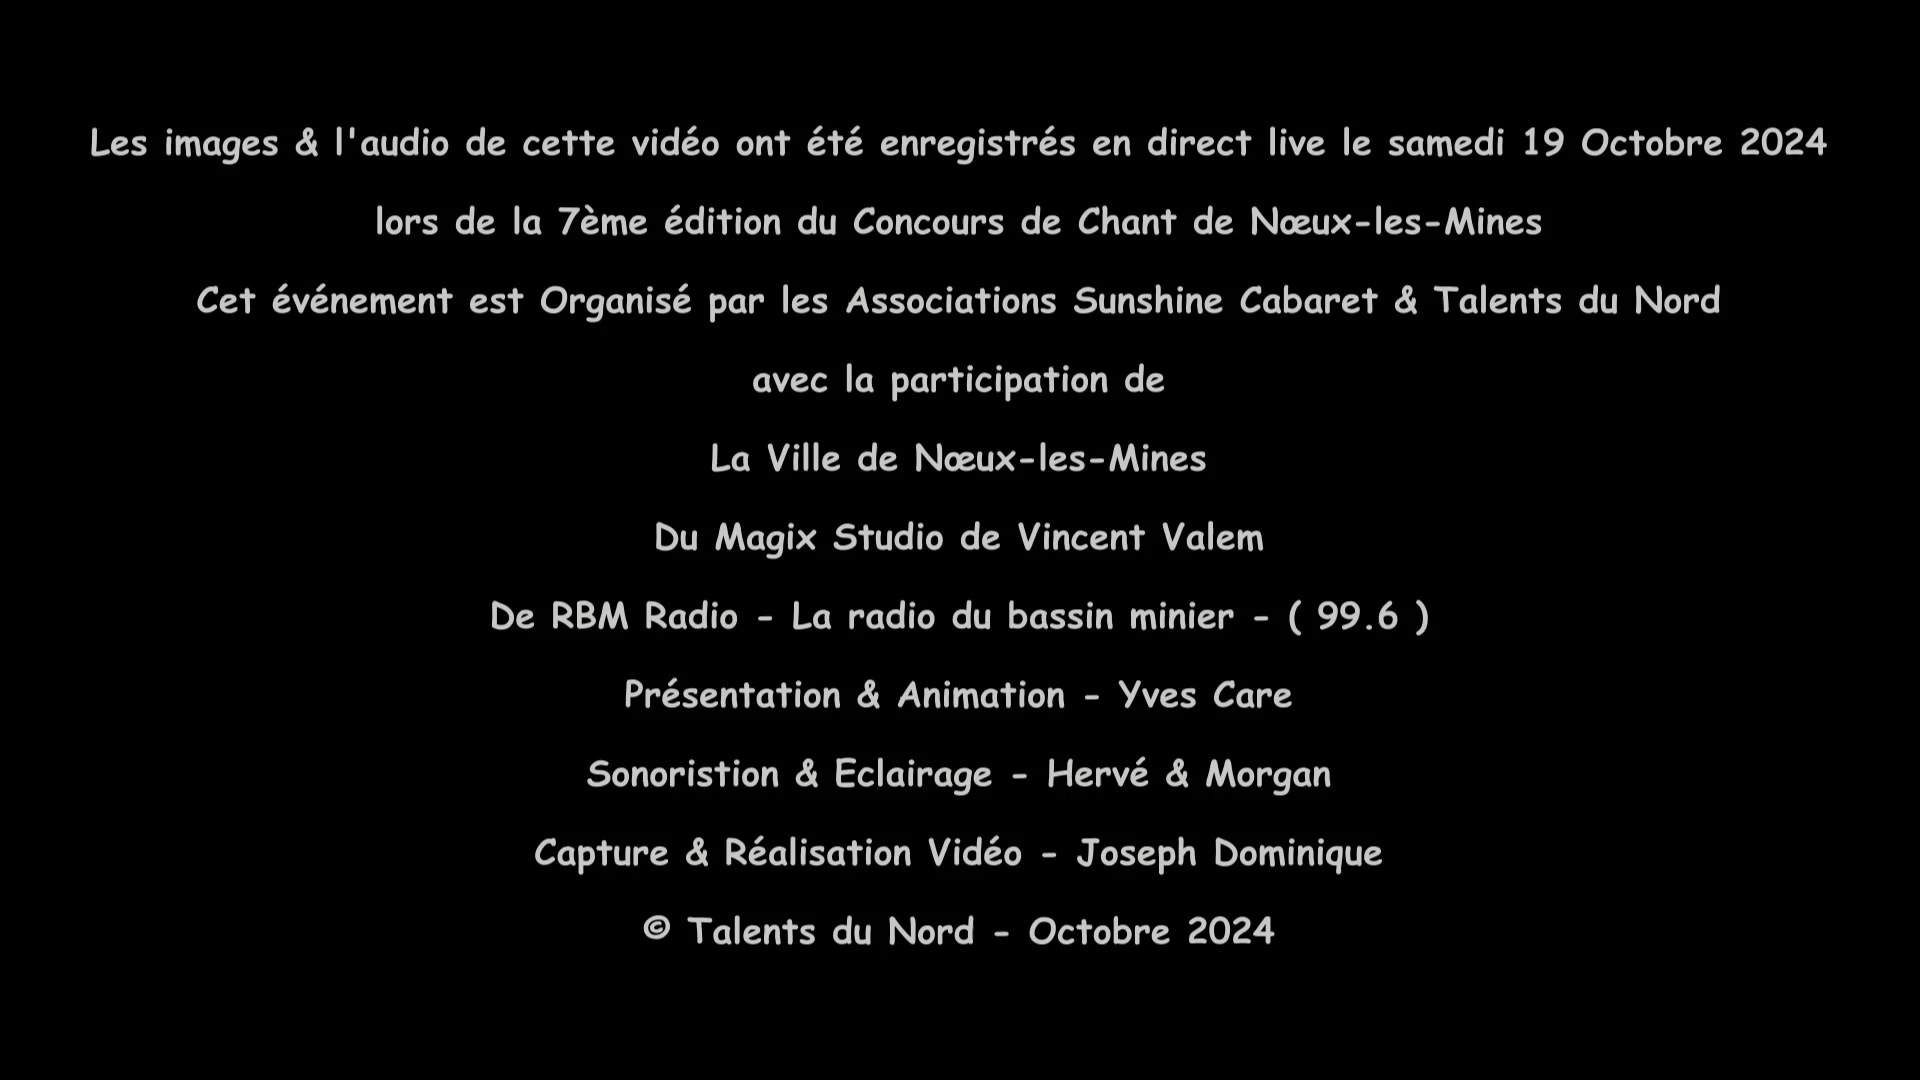 Les images & l'audio de cette vidéo ont été enregistrés en direct live le samedi 19 Octobre 2024
lors de la 7ème édition du Concours de Chant de Nœux-les-Mines
Cet événement est Organisé par les Associations Sunshine Cabaret & Talents du Nord
avec la participation de
La Ville de Nœux-les-Mines
Du Magix Studio de Vincent Valem
De RBM Radio - La radio du bassin minier - ( 99.6 )
Présentation & Animation - Yves Care
Sonoristion & Eclairage - Hervé & Morgan
Capture & Réalisation Vidéo - Joseph Dominique
© Talents du Nord - Octobre 2024